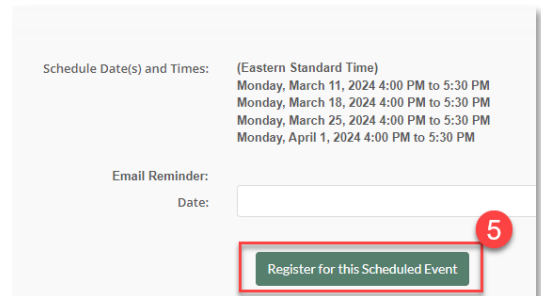 Schedule Date(s) and Times: (Eastern Standard Time)
Monday, March 11, 2024 4:00 PM to 5:30 PM
Monday, March 18, 2024 4:00 PM to 5:30 PM
Monday, March 25, 2024 4:00 PM to 5:30 PM
Monday, April 1, 2024 4:00 PM to 5:30 PM
Email Reminder:
Date:
5
Register for this Scheduled Event